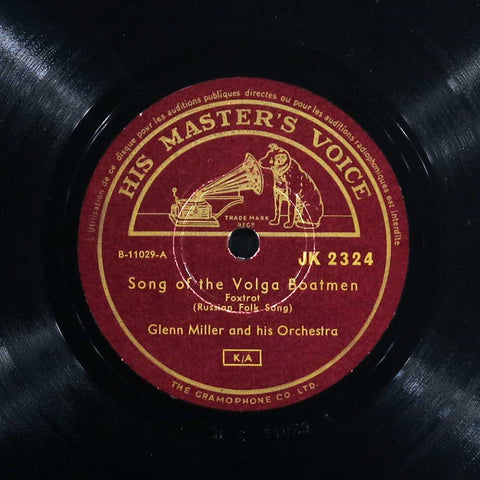 L'Utilisation de ce disque pour les auditions publiques directes ou pour les auditions radiophoniques est interdite
HIS MASTER'S VOICE
TRADE MARK
REGD
B-11029-A
JK 2324
Song of the Volga Boatmen
Foxtrot
(Russian Folk Song)
Glenn Miller and his Orchestra
K/A
THE GRAMOPHONE CO. LTD.